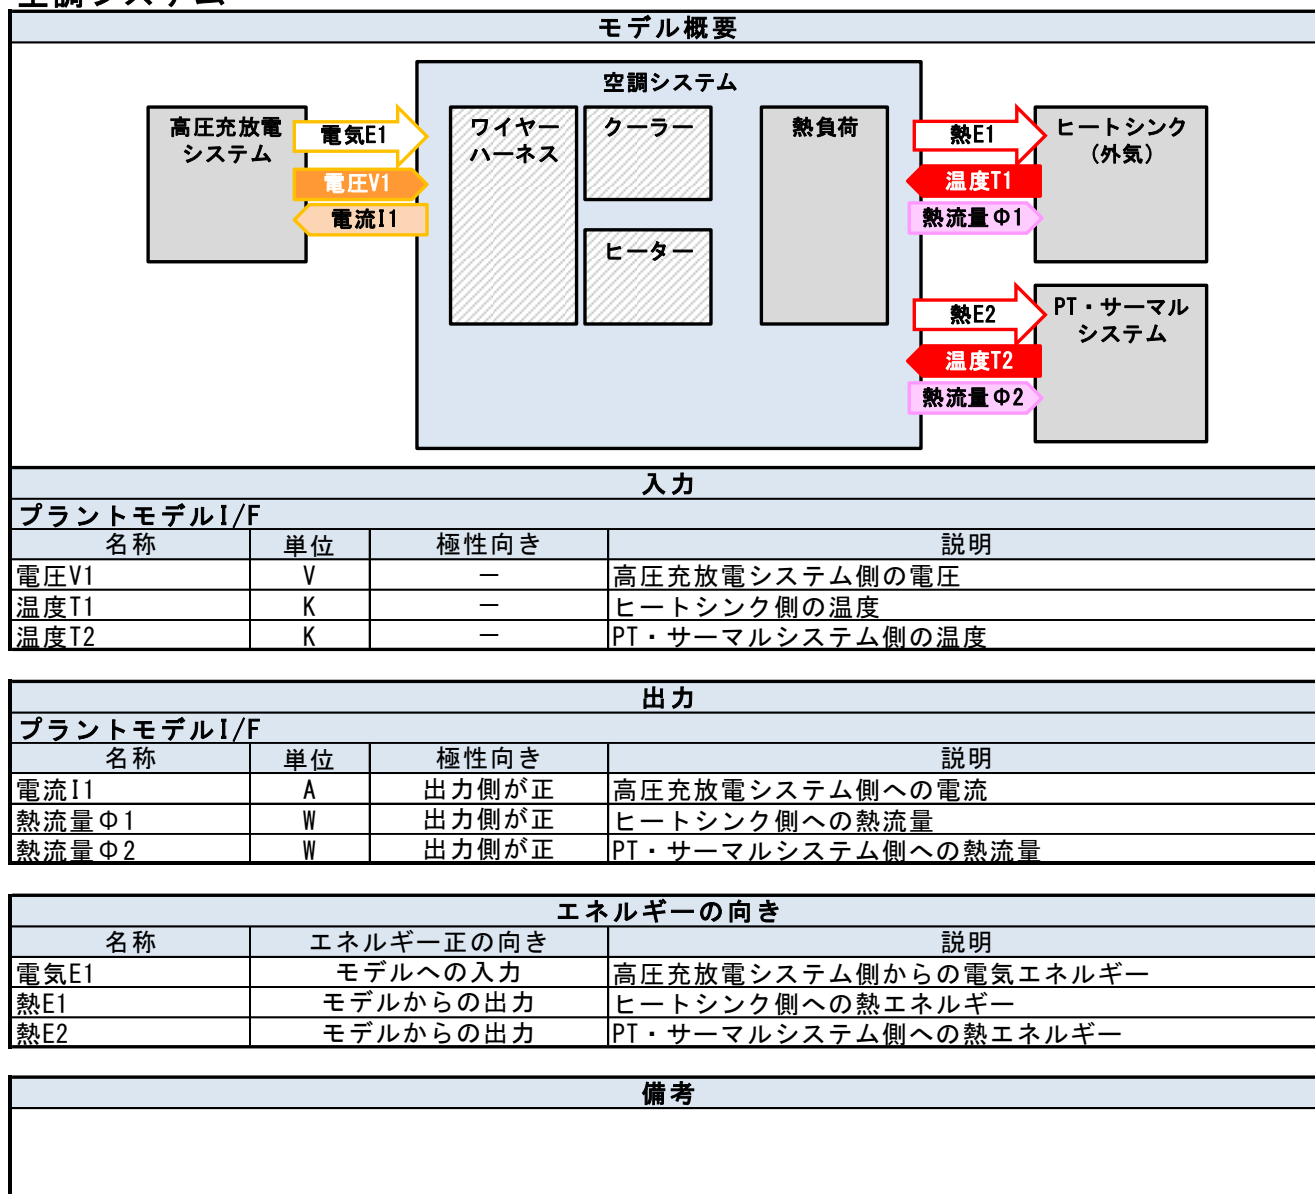 空調システム
モデル概要
空調システム
高圧充放電
システム
電気E1
電圧V1
電流I1
ワイヤー
ハーネス
クーラー
ヒーター
熱負荷
熱E1
温度T1
熱流量Φ1
ヒートシンク
(外気)
熱E2
温度T2
熱流量Φ2
PT・サーマル
システム
入力
プラントモデルI/F
名称 単位 極性向き 説明
電圧V1 V － 高圧充放電システム側の電圧
温度T1 K － ヒートシンク側の温度
温度T2 K － PT・サーマルシステム側の温度
出力
プラントモデルI/F
名称 単位 極性向き 説明
電流I1 A 出力側が正 高圧充放電システム側への電流
熱流量Φ1 W 出力側が正 ヒートシンク側への熱流量
熱流量Φ2 W 出力側が正 PT・サーマルシステム側への熱流量
エネルギーの向き
名称 エネルギー正の向き 説明
電気E1 モデルへの入力 高圧充放電システム側からの電気エネルギー
熱E1 モデルからの出力 ヒートシンク側への熱エネルギー
熱E2 モデルからの出力 PT・サーマルシステム側への熱エネルギー
備考